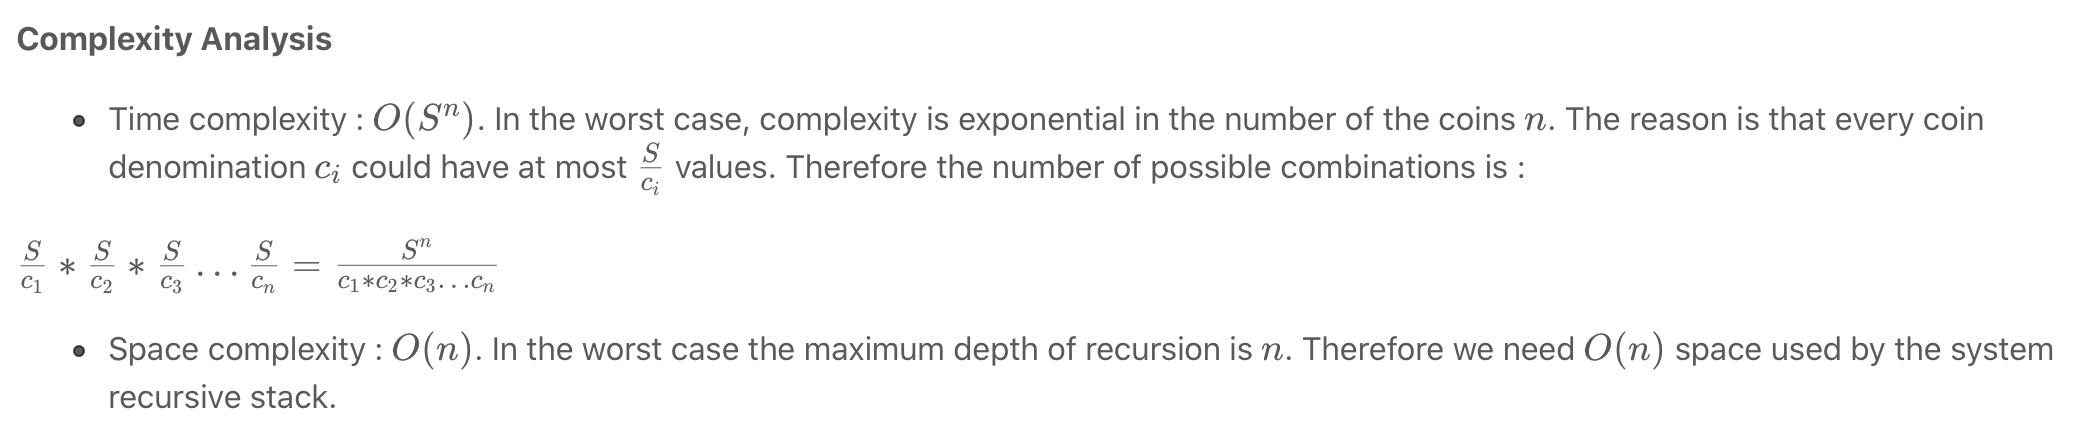 Complexity Analysis
• Time complexity : $O(S^n)$. In the worst case, complexity is exponential in the number of the coins $n$. The reason is that every coin
denomination $c_i$ could have at most $\frac{S}{c_i}$ values. Therefore the number of possible combinations is :
$\frac{S}{c_1} * \frac{S}{c_2} * \frac{S}{c_3} \ldots \frac{S}{c_n} = \frac{S^n}{c_1 * c_2 * c_3 \ldots c_n}$
• Space complexity : $O(n)$. In the worst case the maximum depth of recursion is $n$. Therefore we need $O(n)$ space used by the system
recursive stack.